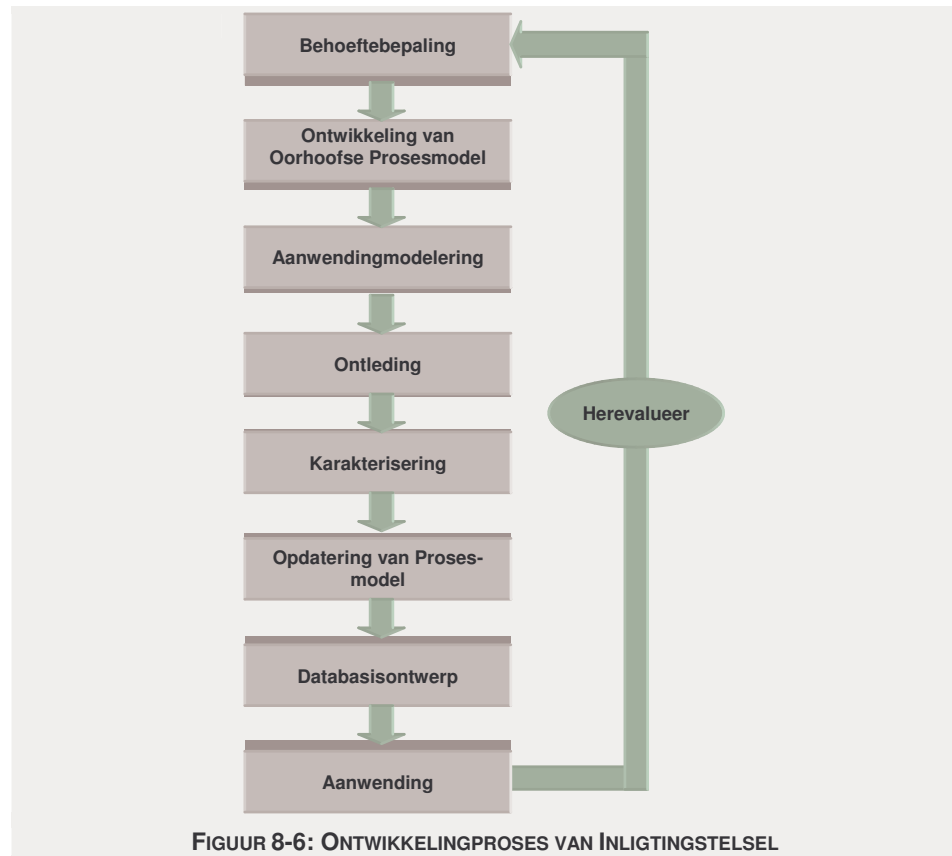 Behoeftebepaling
Ontwikkeling van
Oorhoofse Prosesmodel
Aanwendingmodelering
Ontleding
Herevalueer
Karakterisering
Opdatering van Proses-
model
Databasisontwerp
Aanwending
FIGUUR 8-6: ONTWIKKELINGPROSES VAN INLIGTINGSTELSEL